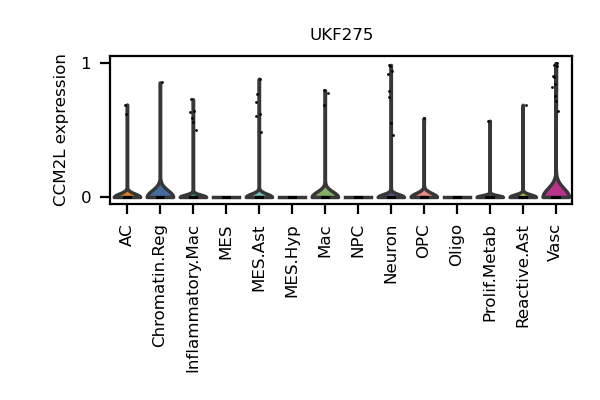 UKF275
CCM2L expression
1
0
AC
Chromatin.Reg
Inflammatory.Mac
MES
MES.Ast
MES.Hyp
Mac
NPC
Neuron
OPC
Oligo
Prolif.Metab
Reactive.Ast
Vasc